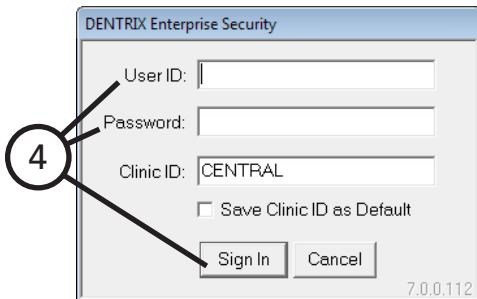 DENTRIX Enterprise Security
User ID:
Password:
4
Clinic ID: CENTRAL
Save Clinic ID as Default
Sign In Cancel
7.0.0.112